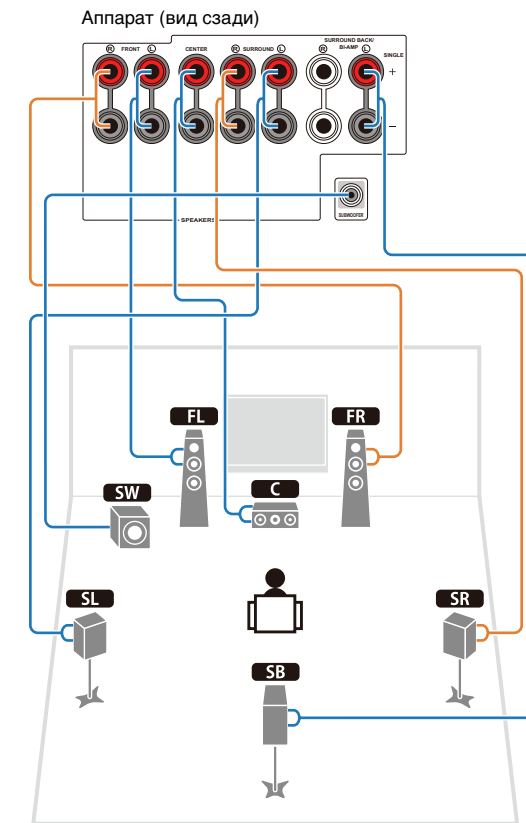 Аппарат (вид сзади)
SURROUND BACK/
BI-AMP
R FRONT L CENTER R SURROUND L R L SINGLE
+
–
SUBWOOFER
SPEAKERS
FL FR
SW C
SL SR
SB